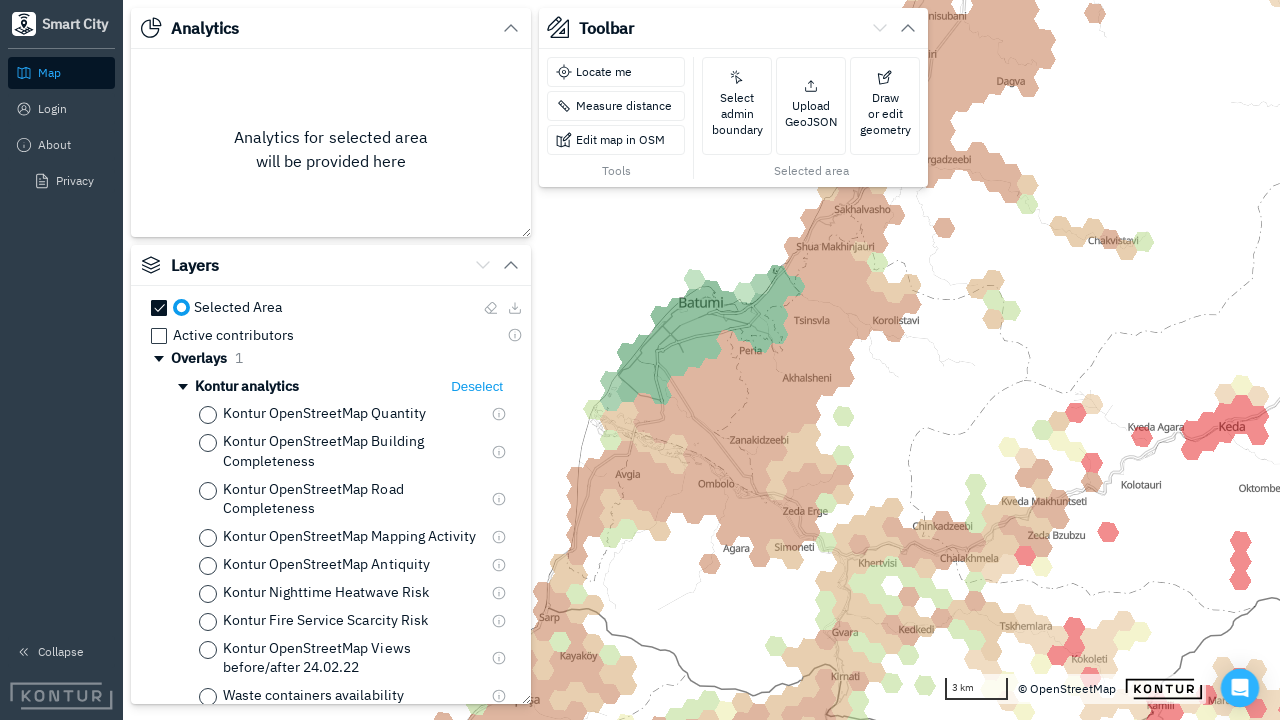 Smart City
Map
Login
About
Privacy
Collapse
KONTUR
Analytics
Analytics for selected area
will be provided here
Layers
Selected Area
Active contributors
Overlays 1
Kontur analytics
Deselect
Kontur OpenStreetMap Quantity
Kontur OpenStreetMap Building
Completeness
Kontur OpenStreetMap Road
Completeness
Kontur OpenStreetMap Mapping Activity
Kontur OpenStreetMap Antiquity
Kontur Nighttime Heatwave Risk
Kontur Fire Service Scarcity Risk
Kontur OpenStreetMap Views
before/after 24.02.22
Waste containers availability
Toolbar
Locate me
Measure distance
Edit map in OSM
Tools
Select
admin
boundary
Upload
GeoJSON
Draw
or edit
geometry
Selected area
Dagva
Sakhalvasho
Shua Makhinjauri
Chakvistavi
Batumi
Tsinsvla
Korolistavi
Peria
Akhalsheni
Kveda Agara
Keda
Zanakidzeebi
Avgla
Ombolo
Kolotauri
Oktombe
Kveda Makhuntseti
Zeda Erge
Chinkadzeebi
Zeda Bzubzu
Agara
Simoneti
Khertvisi
Chalakhmela
Sarp
Gvara
Kedkedi
Tskhemlara
Kayaköy
Kokoleti
Kirnati
3 km
© OpenStreetMap
KONTUR